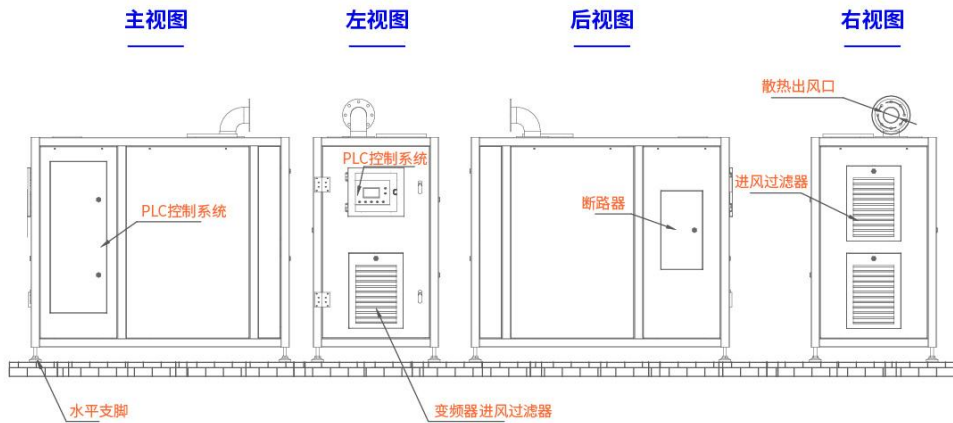 主视图
左视图
后视图
右视图
散热出风口
PLC控制系统
进风过滤器
断路器
PLC控制系统
水平支脚
变频器进风过滤器